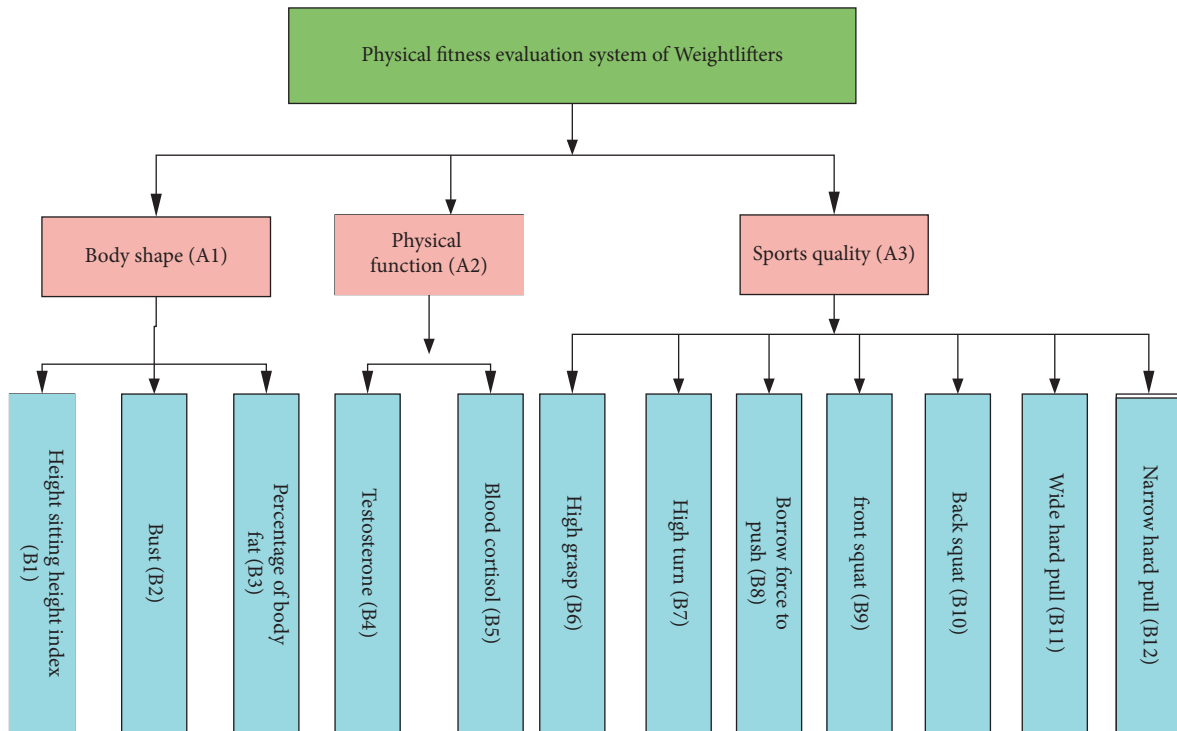 Physical fitness evaluation system of Weightlifters
Body shape (A1)
Physical
function (A2)
Sports quality (A3)
Height sitting height index
(B1)
Bust (B2)
Percentage of body
fat (B3)
Testosterone (B4)
Blood cortisol (B5)
High grasp (B6)
High turn (B7)
Borrow force to
push (B8)
front squat (B9)
Back squat (B10)
Wide hard pull (B11)
Narrow hard pull (B12)